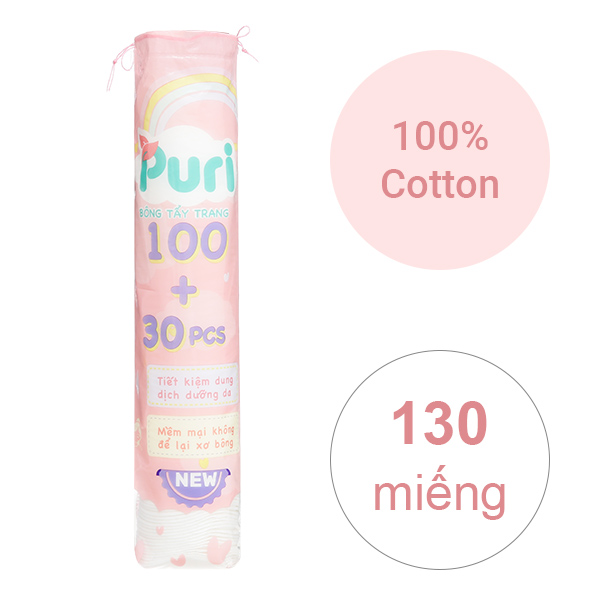 Puri
BÔNG TẨY TRANG
100
+
30 PCS
Tiết kiệm dung
dịch dưỡng da
Mềm mại không
để lại xơ bông
NEW
100%
Cotton
130
miếng